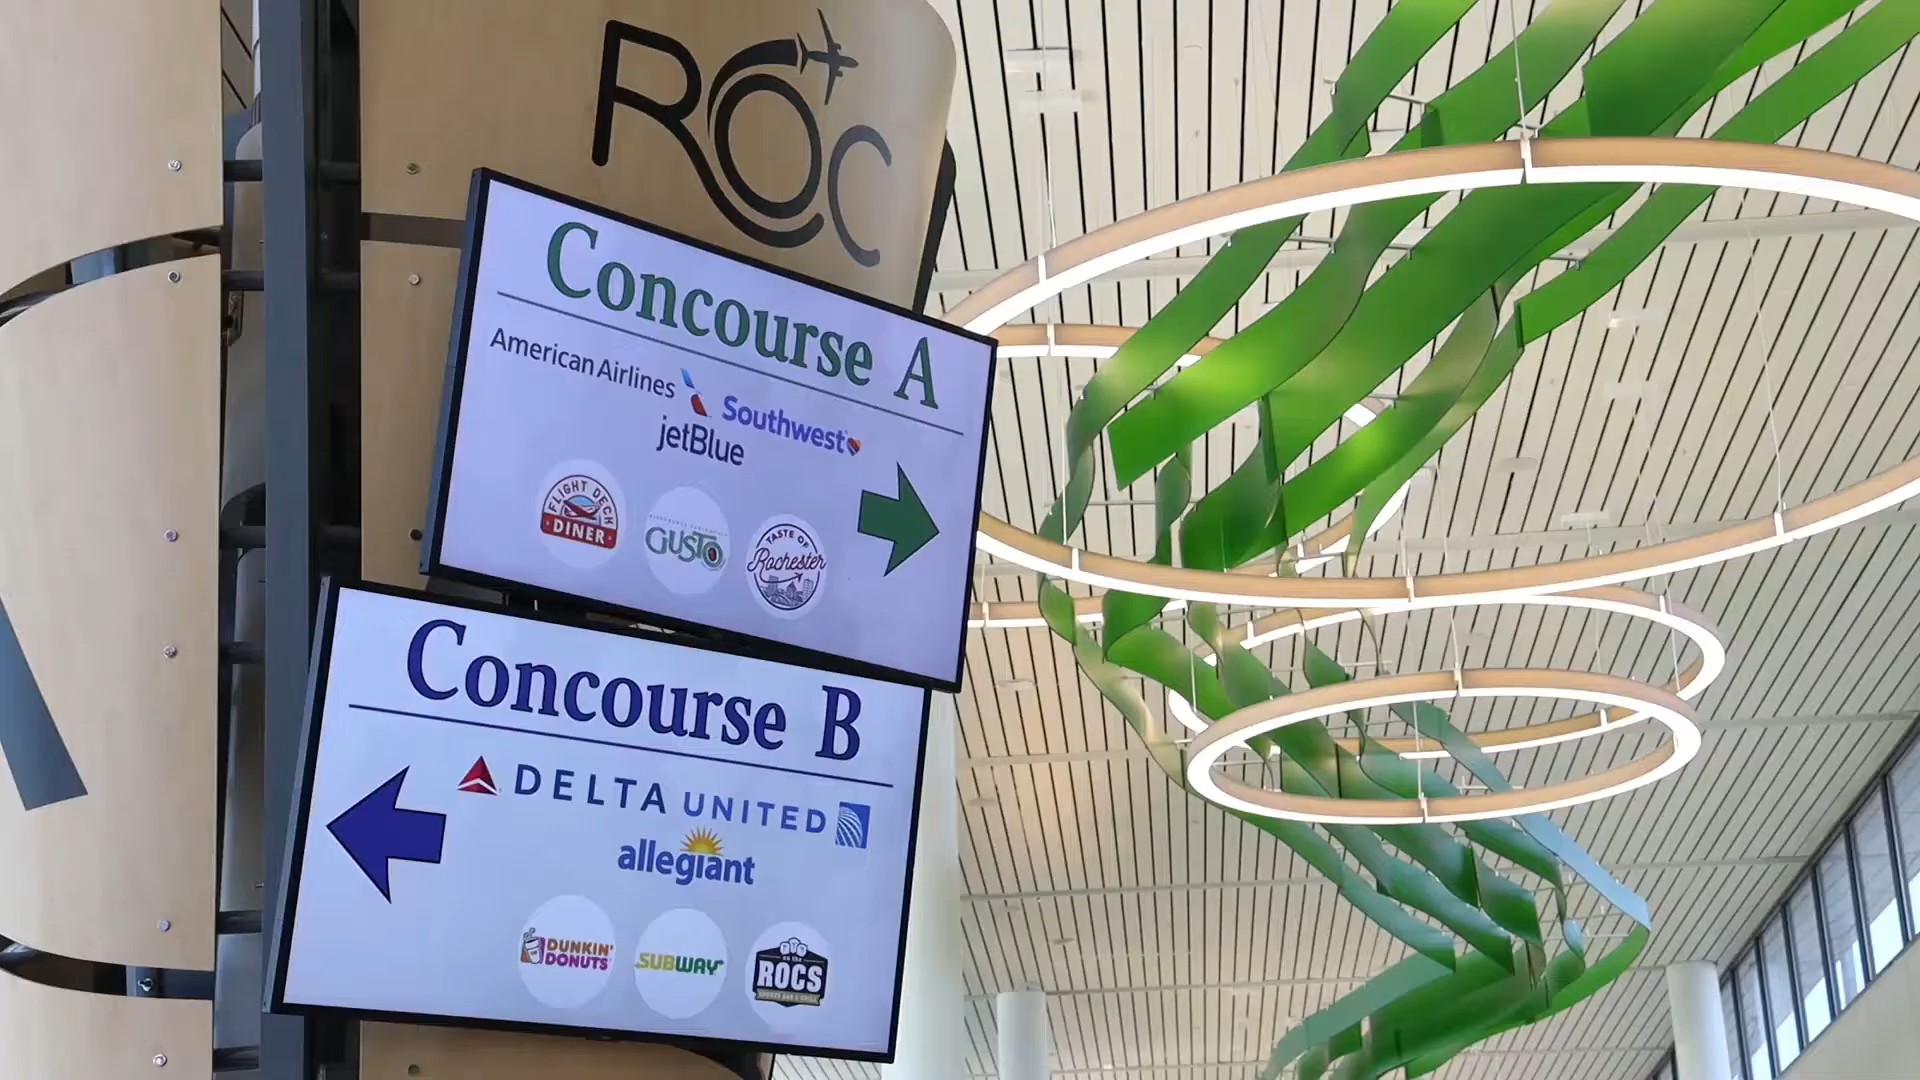 ROC
Concourse A
American Airlines Southwest
jetBlue
FLIGHT DECK
DINER
GUSTO
TASTE OF
Rochester
Concourse B
DELTA UNITED
allegiant
DUNKIN'
DONUTS
SUBWAY
on the
ROCS
SPORTS BAR & GRILL